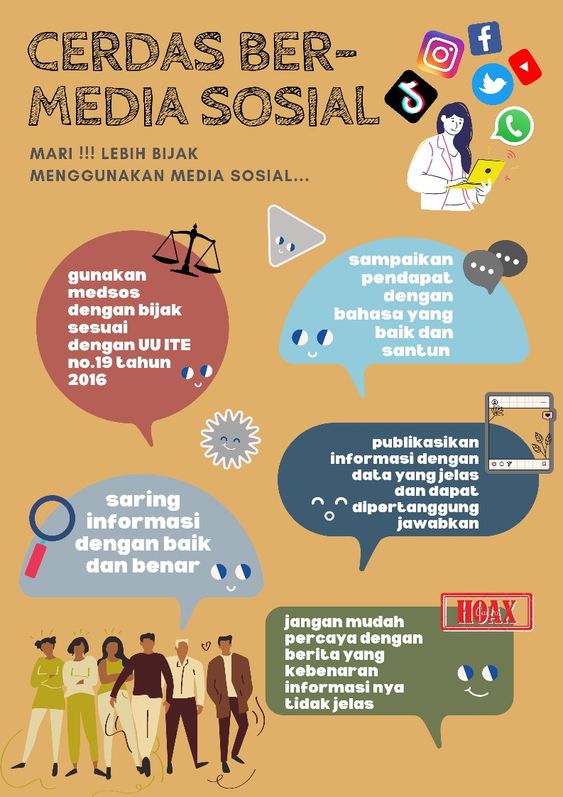 CERDAS BER-
MEDIA SOSIAL
MARI !!! LEBIH BIJAK
MENGGUNAKAN MEDIA SOSIAL...
gunakan
medsos
dengan bijak
sesuai
dengan UU ITE
no.19 tahun
2016
sampaikan
pendapat
dengan
bahasa yang
baik dan
santun
publikasikan
informasi dengan
data yang jelas
dan dapat
dipertanggung
jawabkan
saring
informasi
dengan baik
dan benar
HOAX
jangan mudah
percaya dengan
berita yang
kebenaran
informasi nya
tidak jelas